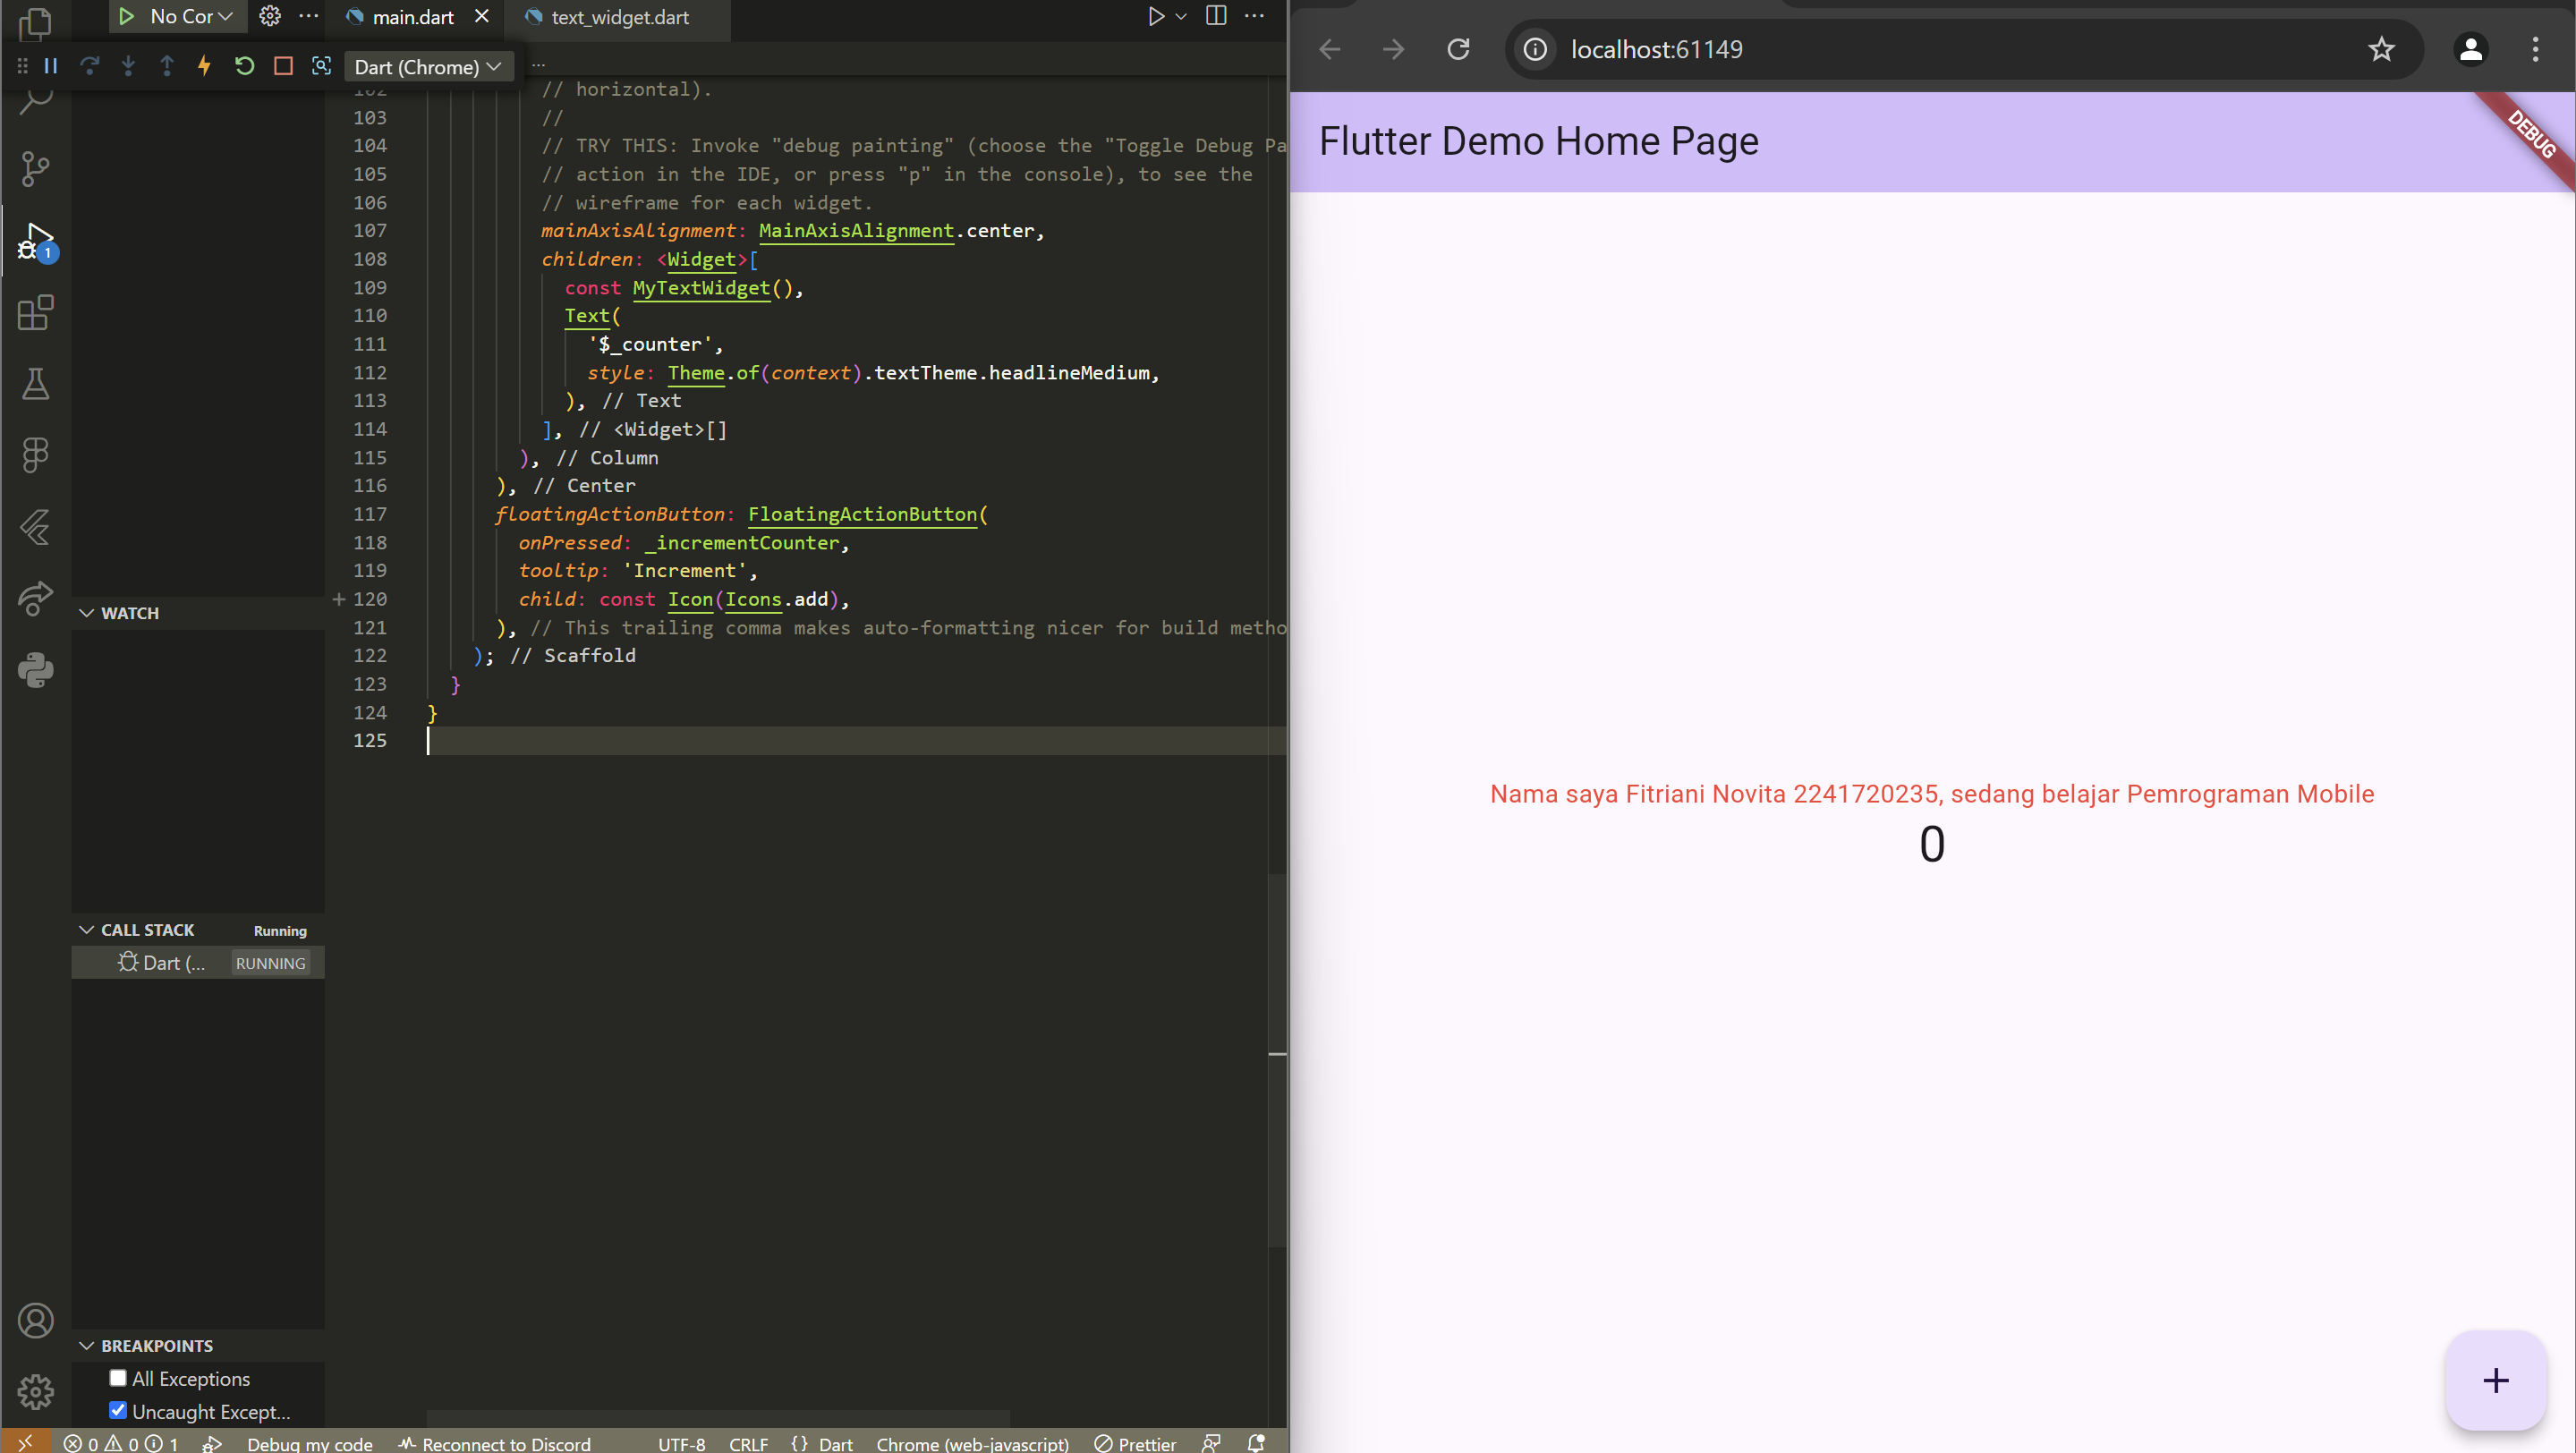 No Cor
main.dart
text_widget.dart
Dart (Chrome)
...
// horizontal).
103 //
104 // TRY THIS: Invoke "debug painting" (choose the "Toggle Debug Pa
105 // action in the IDE, or press "p" in the console), to see the
106 // wireframe for each widget.
107 mainAxisAlignment: MainAxisAlignment.center,
108 children: <Widget>[
109 const MyTextWidget(),
110 Text(
111 '$_counter',
112 style: Theme.of(context).textTheme.headlineMedium,
113 ), // Text
114 ], // <Widget>[]
115 ), // Column
116 ), // Center
117 floatingActionButton: FloatingActionButton(
118 onPressed: _incrementCounter,
119 tooltip: 'Increment',
120 child: const Icon(Icons.add),
121 ), // This trailing comma makes auto-formatting nicer for build metho
122 ); // Scaffold
123 }
124 }
125
1
WATCH
CALL STACK Running
Dart (... RUNNING
BREAKPOINTS
All Exceptions
Uncaught Except...
0 0 1 Debug my code Reconnect to Discord UTF-8 CRLF {} Dart Chrome (web-javascript) Prettier
localhost:61149
Flutter Demo Home Page
DEBUG
Nama saya Fitriani Novita 2241720235, sedang belajar Pemrograman Mobile
0
+